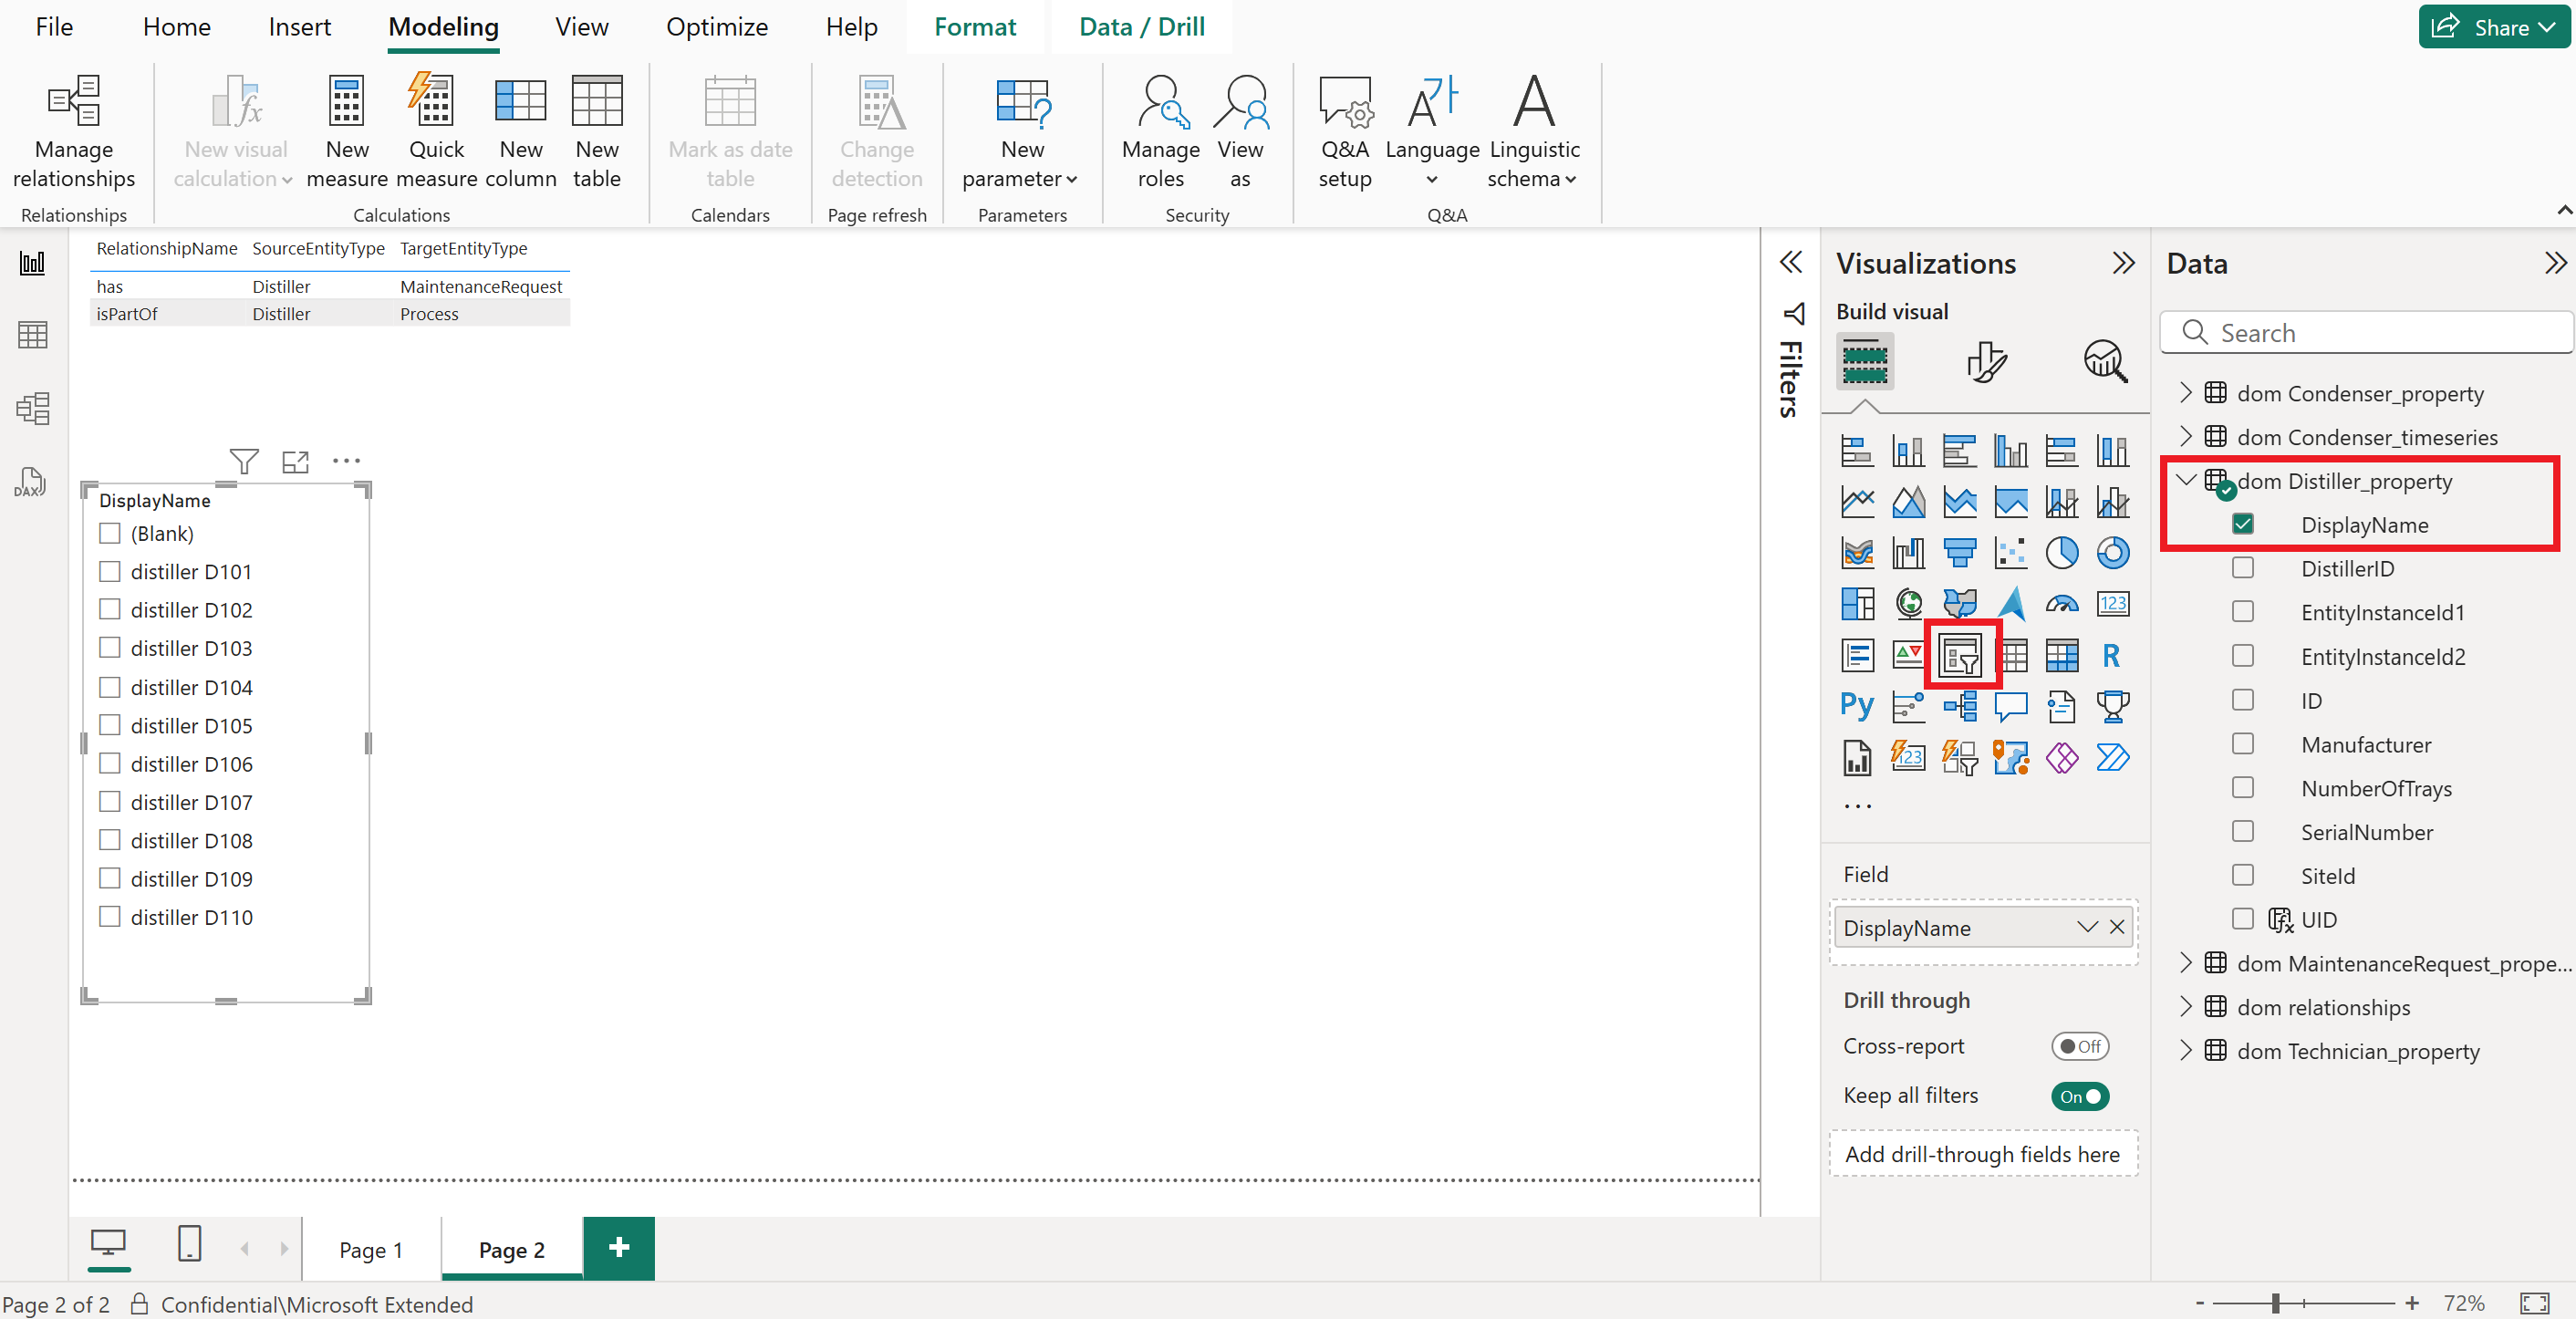 File Home Insert Modeling View Optimize Help Format Data / Drill Share
Manage relationships
New visual calculation
New measure
Quick measure
New column
New table
Mark as date table
Change detection
New parameter
Manage roles
View as
Q&A setup
Language
Linguistic schema
Relationships Calculations Calendars Page refresh Parameters Security Q&A
RelationshipName SourceEntityType TargetEntityType
has Distiller MaintenanceRequest
isPartOf Distiller Process
DAX
DisplayName
(Blank)
distiller D101
distiller D102
distiller D103
distiller D104
distiller D105
distiller D106
distiller D107
distiller D108
distiller D109
distiller D110
Filters
Visualizations
Build visual
123
R
Py
123
Field
DisplayName
Drill through
Cross-report Off
Keep all filters On
Add drill-through fields here
Data
Search
dom Condenser_property
dom Condenser_timeseries
dom Distiller_property
DisplayName
DistillerID
EntityInstanceId1
EntityInstanceId2
ID
Manufacturer
NumberOfTrays
SerialNumber
SiteId
UID
dom MaintenanceRequest_prope...
dom relationships
dom Technician_property
Page 1 Page 2 +
Page 2 of 2 Confidential\Microsoft Extended - + 72%